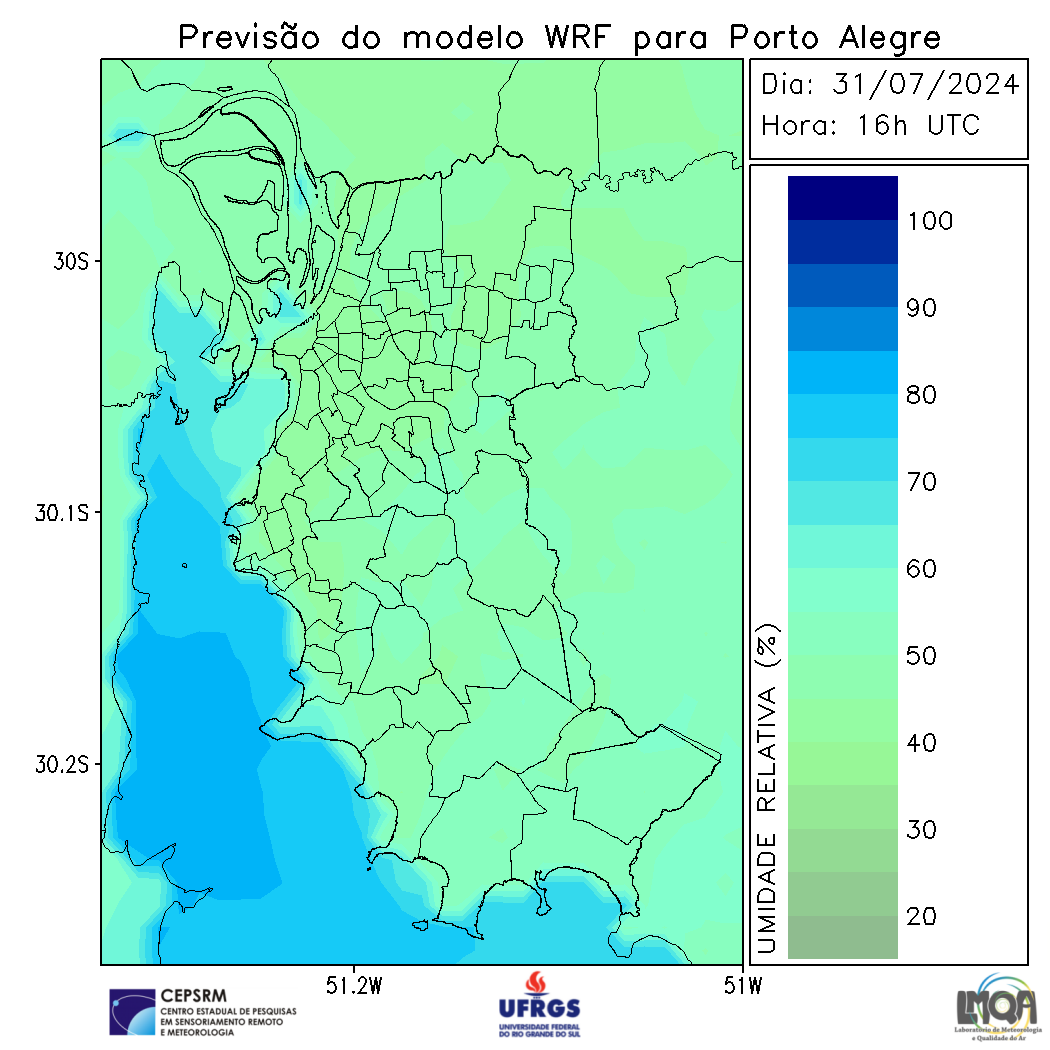 Previsão do modelo WRF para Porto Alegre
Dia: 31/07/2024
Hora: 16h UTC
100
90
80
70
60
50
40
30
20
UMIDADE RELATIVA (%)
30S
30.1S
30.2S
51.2W
51W
CEPSRM
CENTRO ESTADUAL DE PESQUISAS
EM SENSORIAMENTO REMOTO
E METEOROLOGIA
UFRGS
UNIVERSIDADE FEDERAL
DO RIO GRANDE DO SUL
LMQA
Laboratório de Meteorologia
e Qualidade do Ar